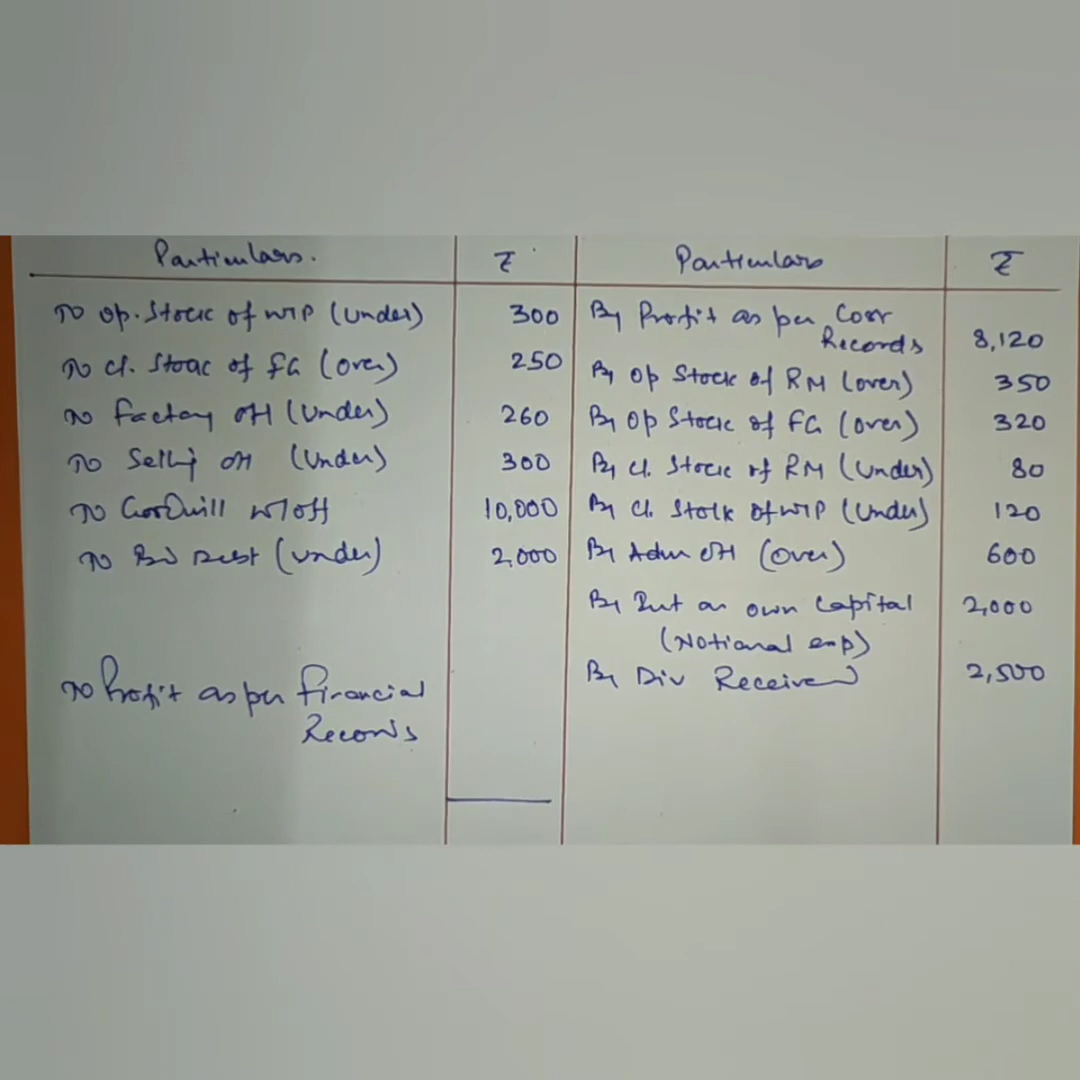 Particulars. ₹ Particulars ₹
To Op. Stock of WIP (Under) 300 By Profit as per Cost
Records 8,120
To Cl. Stock of FG (Over) 250 By Op Stock of RM (over) 350
To Factory OH (Under) 260 By Op Stock of FG (over) 320
To Selling OH (Under) 300 By Cl. Stock of RM (Under) 80
To Goodwill w/off 10,000 By Cl. Stock of WIP (Under) 120
To Bad Debt (Under) 2,000 By Adm OH (Over) 600
By Int on own Capital 2,000
(Notional exp)
To Profit as per Financial By Div Received 2,500
Records